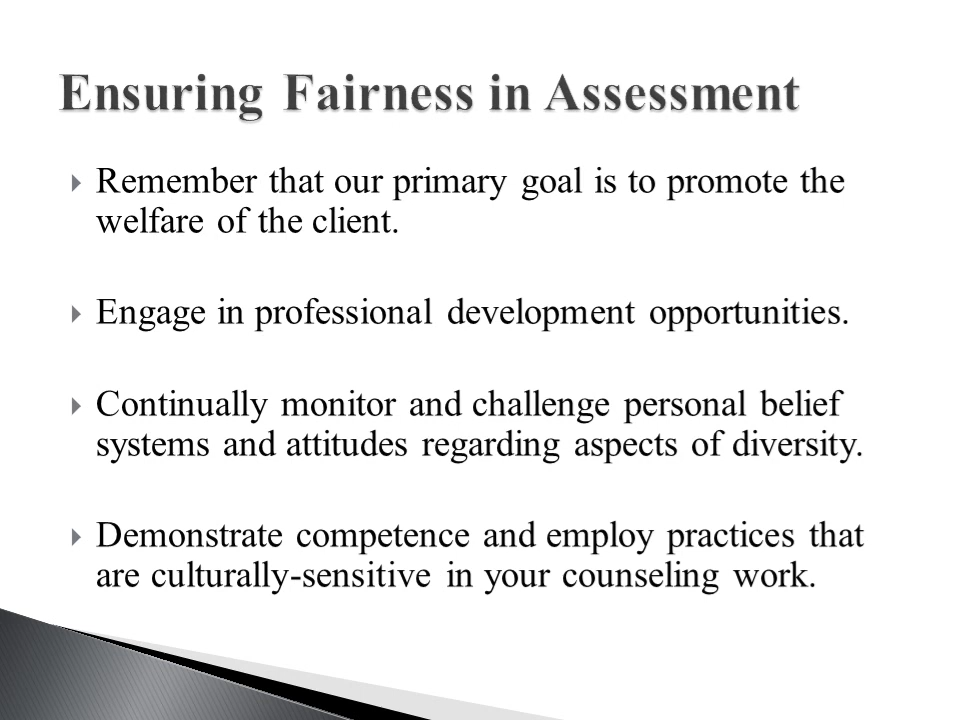 Ensuring Fairness in Assessment
Remember that our primary goal is to promote the
welfare of the client.
Engage in professional development opportunities.
Continually monitor and challenge personal belief
systems and attitudes regarding aspects of diversity.
Demonstrate competence and employ practices that
are culturally-sensitive in your counseling work.